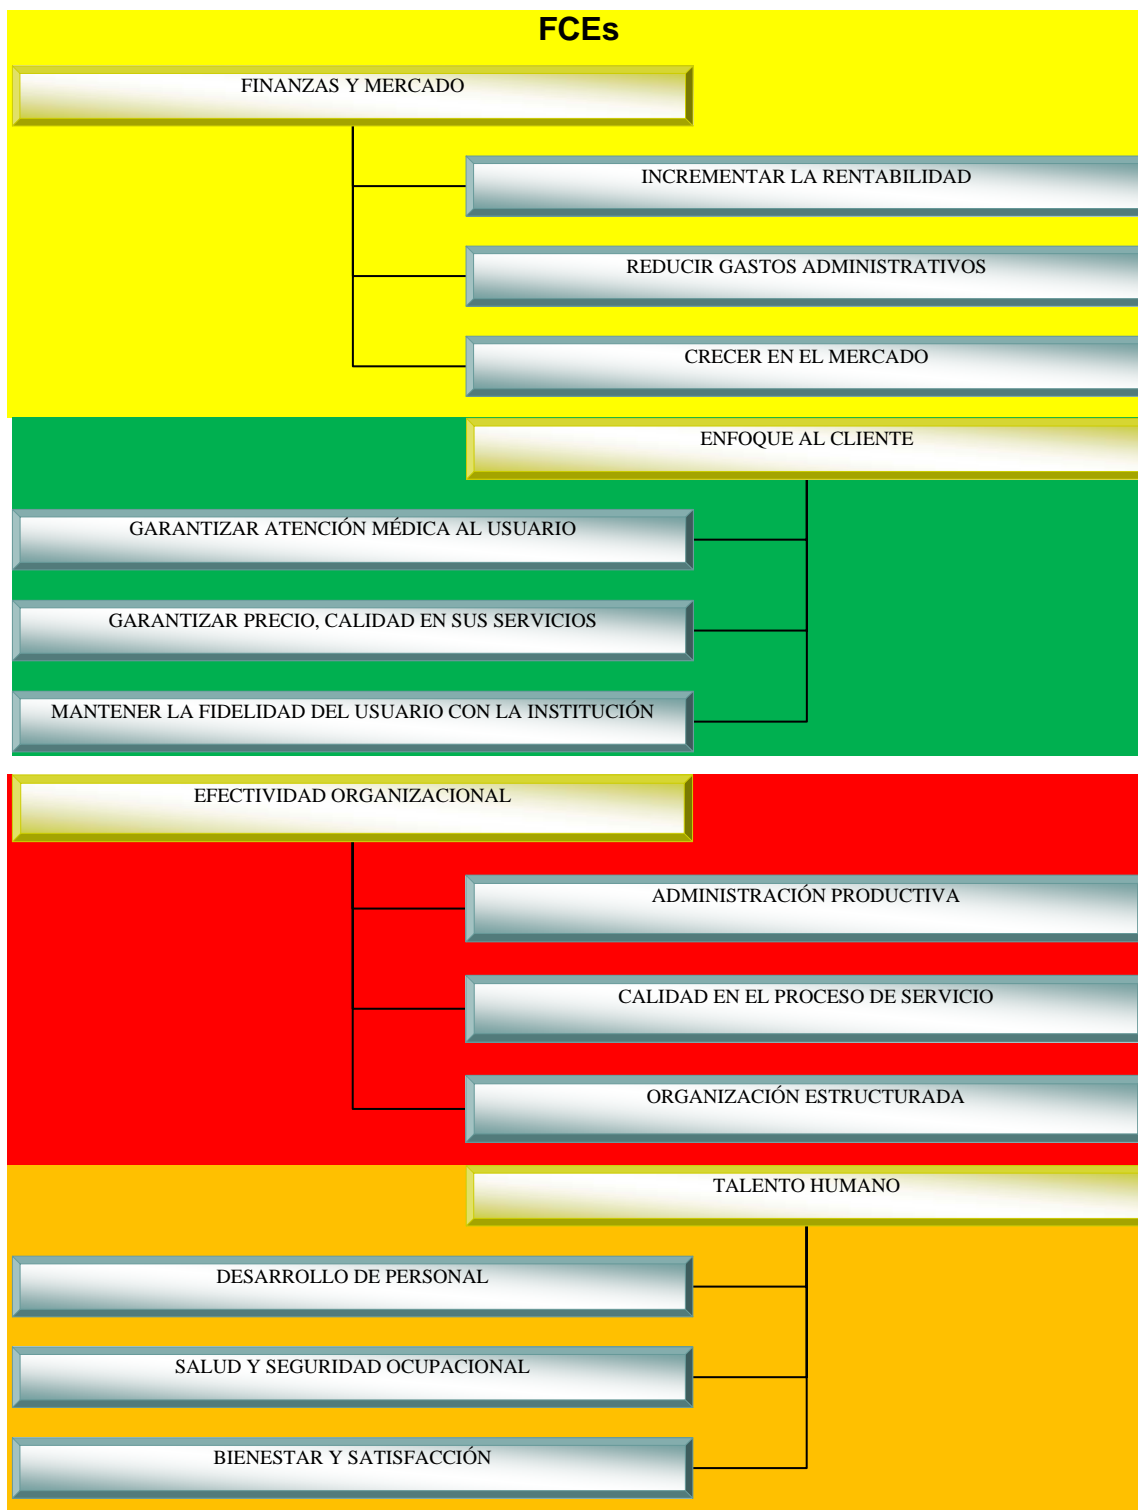 FCEs
FINANZAS Y MERCADO
INCREMENTAR LA RENTABILIDAD
REDUCIR GASTOS ADMINISTRATIVOS
CRECER EN EL MERCADO
ENFOQUE AL CLIENTE
GARANTIZAR ATENCIÓN MÉDICA AL USUARIO
GARANTIZAR PRECIO, CALIDAD EN SUS SERVICIOS
MANTENER LA FIDELIDAD DEL USUARIO CON LA INSTITUCIÓN
EFECTIVIDAD ORGANIZACIONAL
ADMINISTRACIÓN PRODUCTIVA
CALIDAD EN EL PROCESO DE SERVICIO
ORGANIZACIÓN ESTRUCTURADA
TALENTO HUMANO
DESARROLLO DE PERSONAL
SALUD Y SEGURIDAD OCUPACIONAL
BIENESTAR Y SATISFACCIÓN